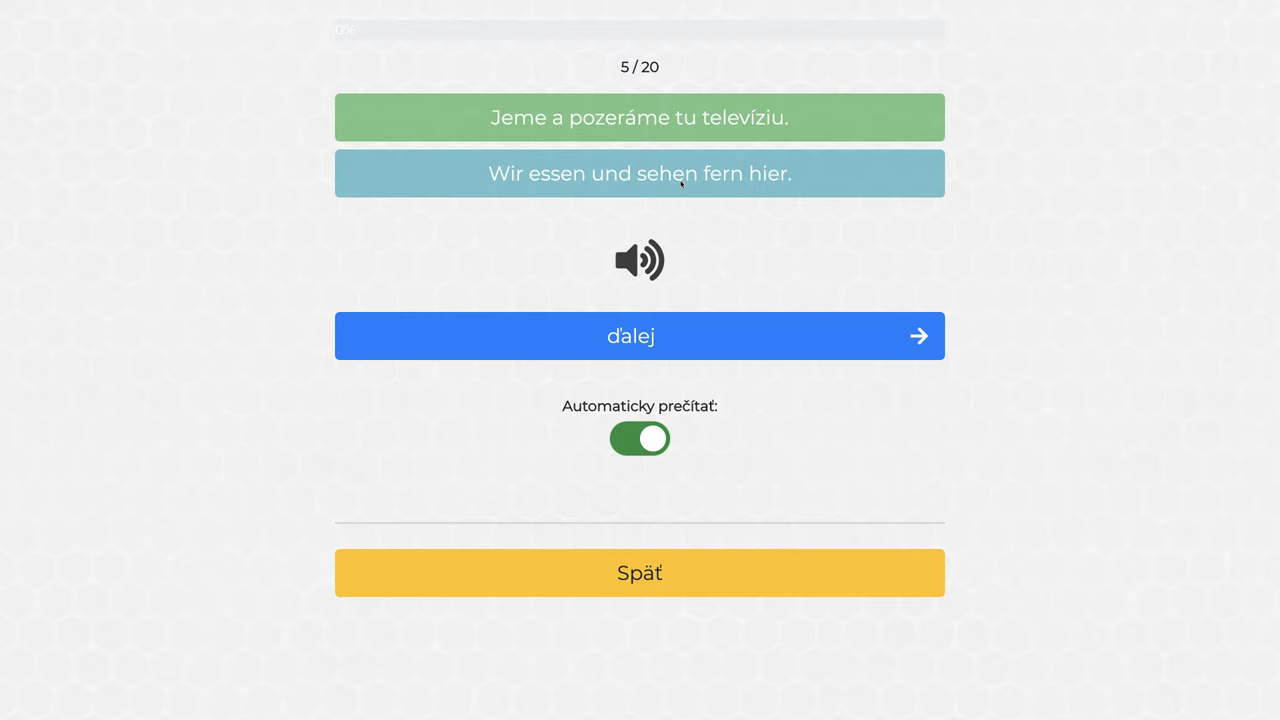 0%
5 / 20
Jeme a pozeráme tu televíziu.
Wir essen und sehen fern hier.
ďalej
Automaticky prečítať:
Späť